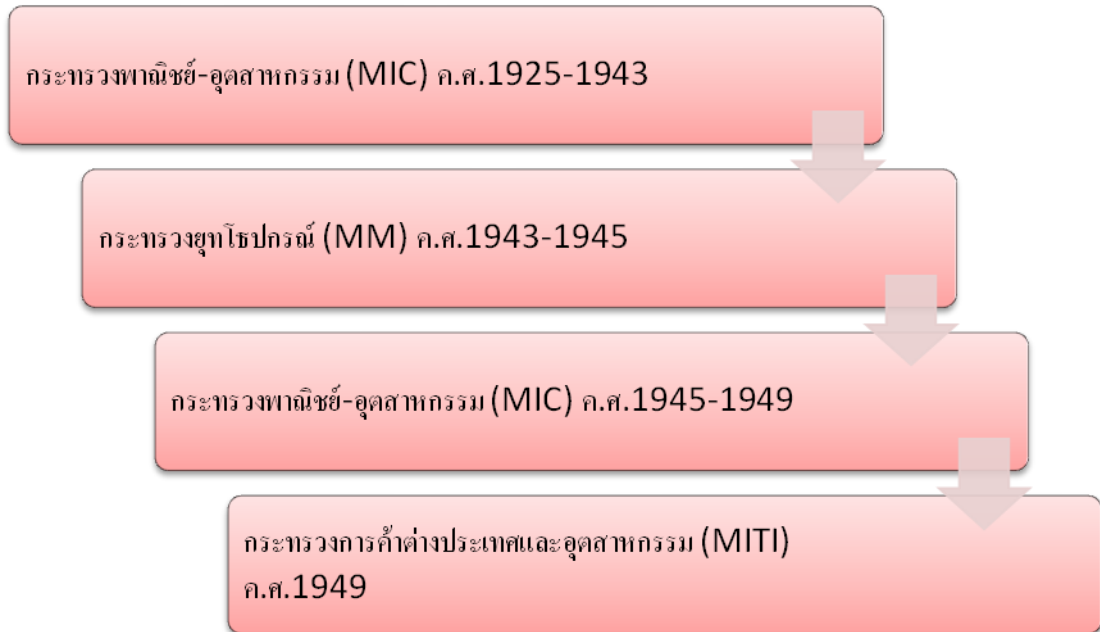 กระทรวงพาณิชย์-อุตสาหกรรม (MIC) ค.ศ.1925-1943
กระทรวงยุทโธปกรณ์ (MM) ค.ศ.1943-1945
กระทรวงพาณิชย์-อุตสาหกรรม (MIC) ค.ศ.1945-1949
กระทรวงการค้าต่างประเทศและอุตสาหกรรม (MITI)
ค.ศ.1949